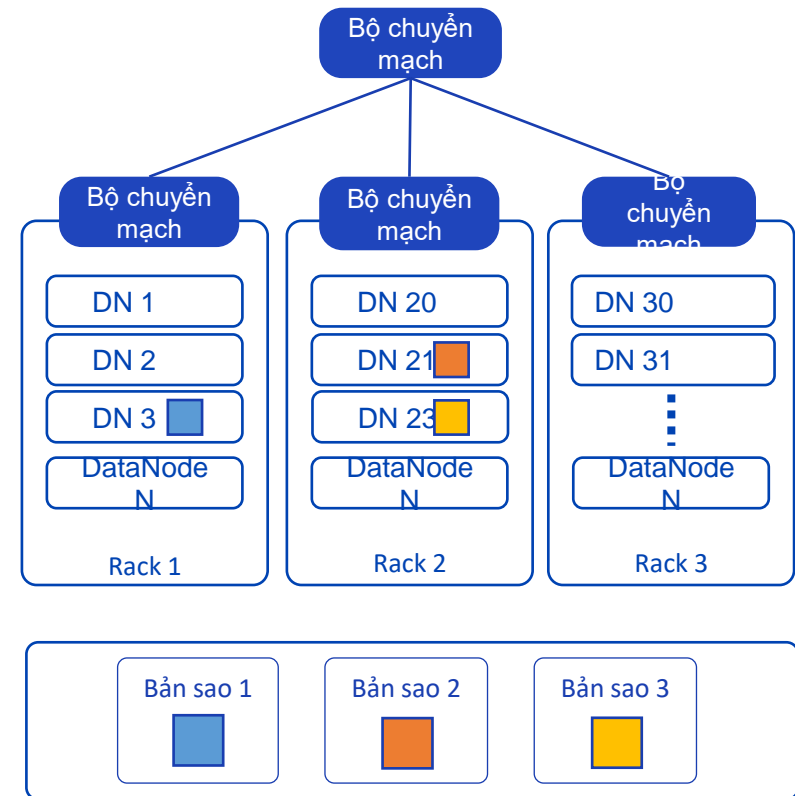 Bộ chuyển
mạch
Bộ chuyển
mạch
Bộ chuyển
mạch
Bộ
chuyển
mạch
DN 1
DN 20
DN 30
DN 2
DN 21
DN 31
DN 3
DN 23
DataNode
N
DataNode
N
DataNode
N
Rack 1
Rack 2
Rack 3
Bản sao 1
Bản sao 2
Bản sao 3